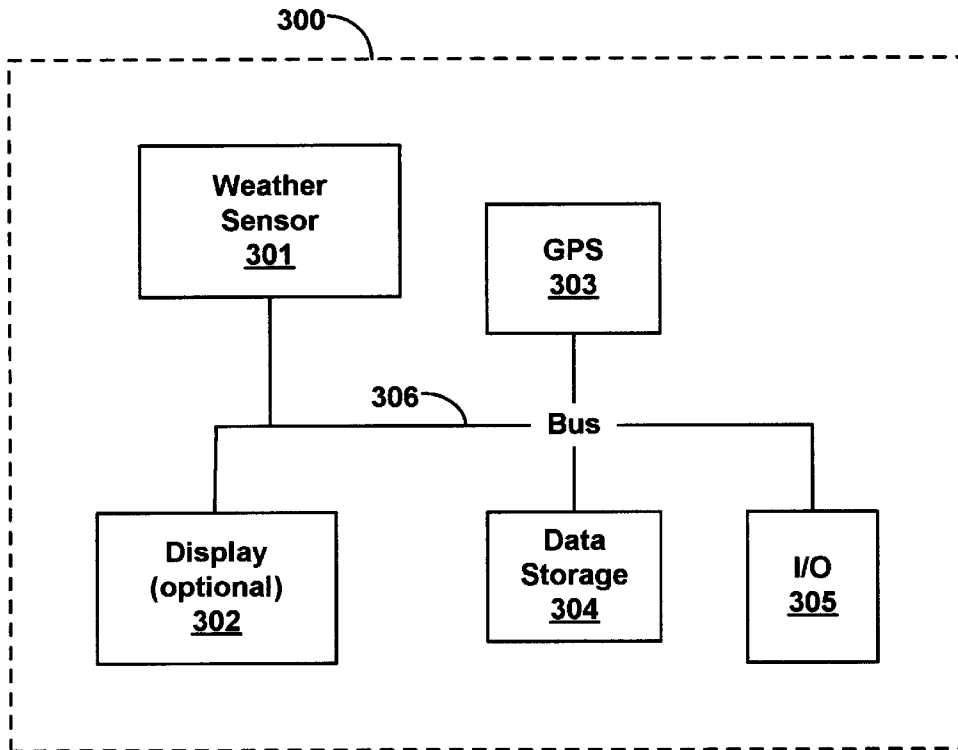 300
Weather
Sensor
301
GPS
303
306
Bus
Display
(optional)
302
Data
Storage
304
I/O
305